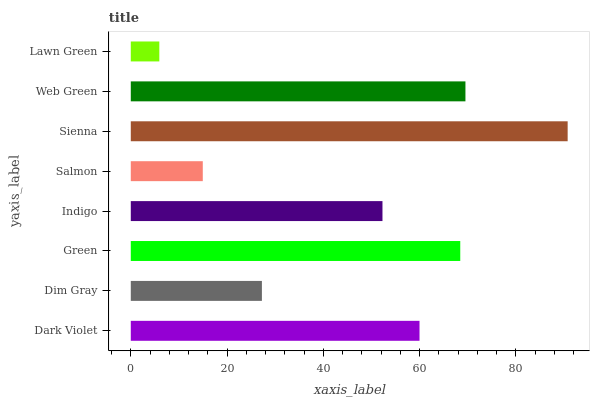 title
Lawn Green
Web Green
Sienna
Salmon
Indigo
Green
Dim Gray
Dark Violet
yaxis_label
0 20 40 60 80
xaxis_label